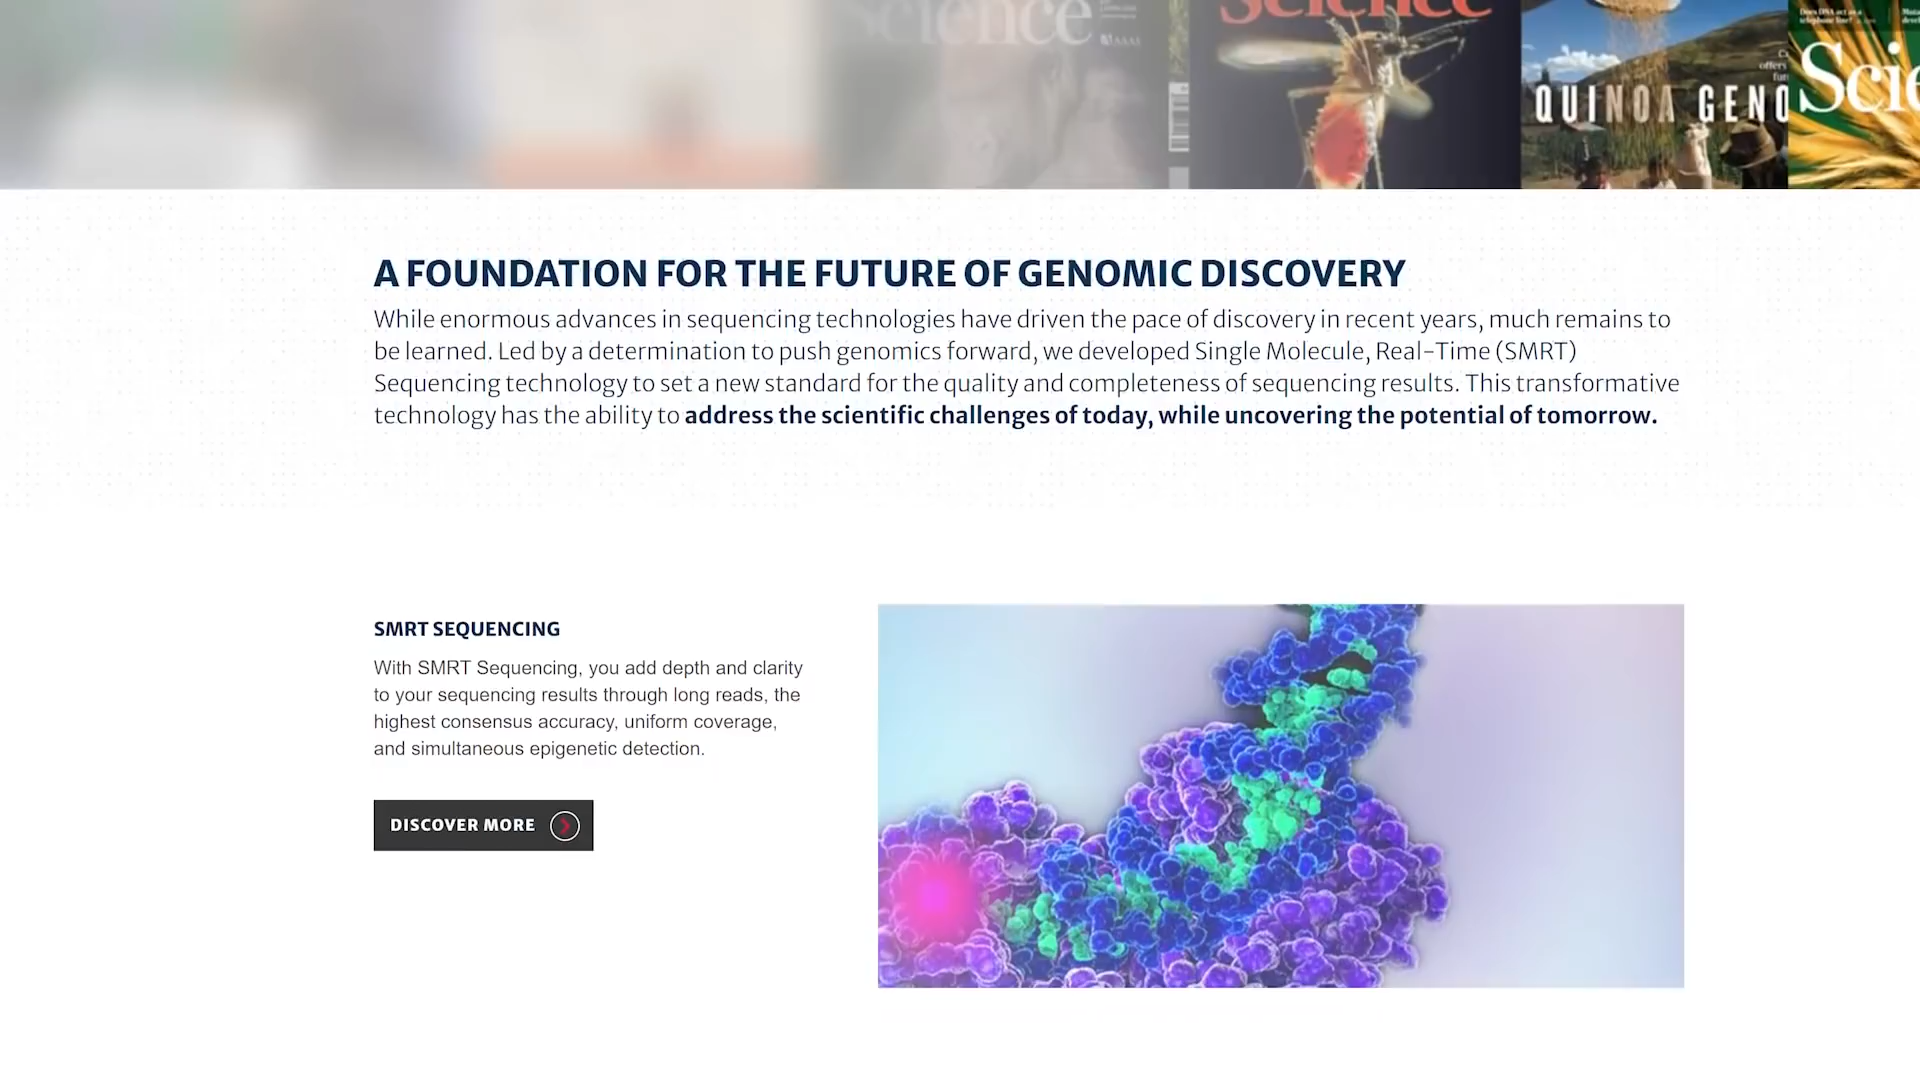 Science
Science
QUINOA GENO
offers
Scie
A FOUNDATION FOR THE FUTURE OF GENOMIC DISCOVERY
While enormous advances in sequencing technologies have driven the pace of discovery in recent years, much remains to
be learned. Led by a determination to push genomics forward, we developed Single Molecule, Real-Time (SMRT)
Sequencing technology to set a new standard for the quality and completeness of sequencing results. This transformative
technology has the ability to address the scientific challenges of today, while uncovering the potential of tomorrow.
SMRT SEQUENCING
With SMRT Sequencing, you add depth and clarity
to your sequencing results through long reads, the
highest consensus accuracy, uniform coverage,
and simultaneous epigenetic detection.
DISCOVER MORE